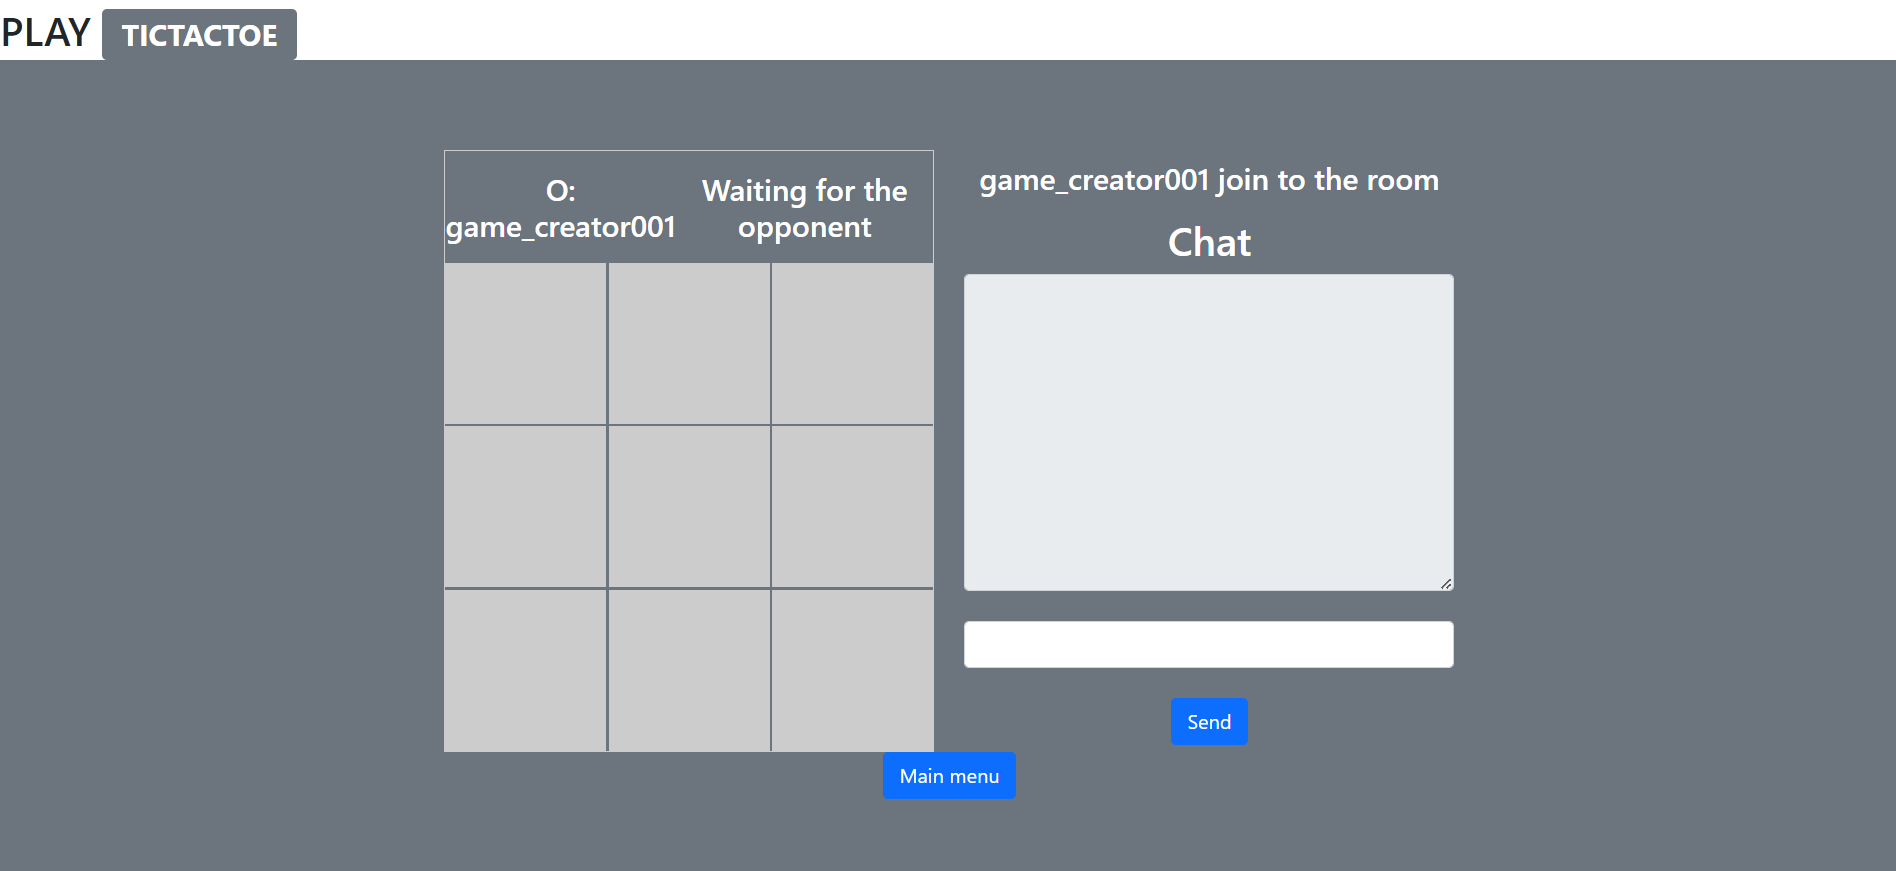 PLAY TICTACTOE
O:
game_creator001
Waiting for the
opponent
game_creator001 join to the room
Chat
Send
Main menu